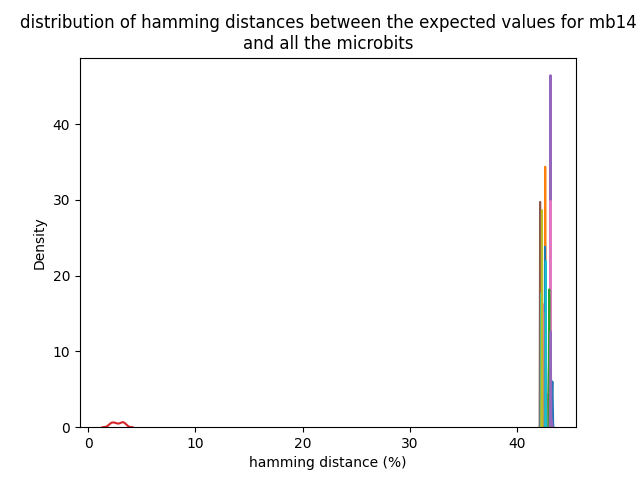 distribution of hamming distances between the expected values for mb14
and all the microbits
40
30
20
10
0
Density
0 10 20 30 40
hamming distance (%)